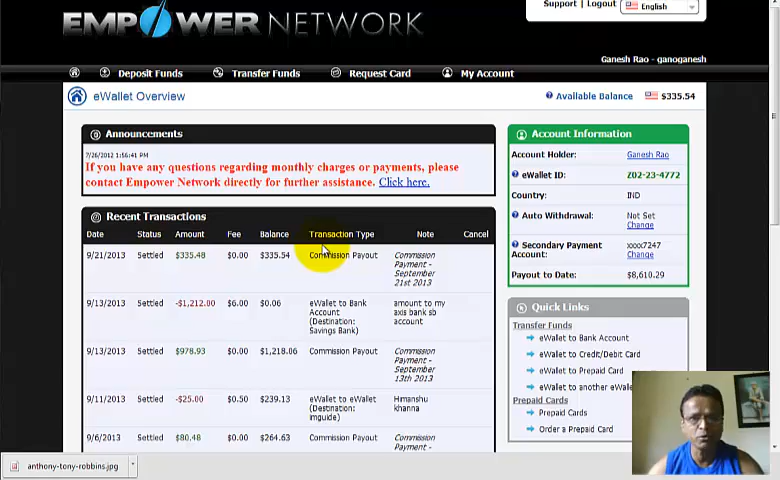 EMPOWER NETWORK
Support | Logout
English
Ganesh Rao - ganoganesh
Deposit Funds
Transfer Funds
Request Card
My Account
eWallet Overview
Available Balance
$335.54
Announcements
7/26/2012 1:56:41 PM
If you have any questions regarding monthly charges or payments, please
contact Empower Network directly for further assistance. Click here.
Recent Transactions
Date Status Amount Fee Balance Transaction Type Note Cancel
9/21/2013 Settled $335.48 $0.00 $335.54 Commission Payout Commission
Payment -
September
21st 2013
9/13/2013 Settled -$1,212.00 $6.00 $0.06 eWallet to Bank amount to my
Account axis bank sb
(Destination: account
Savings Bank)
9/13/2013 Settled $978.93 $0.00 $1,218.06 Commission Payout Commission
Payment -
September
13th 2013
9/11/2013 Settled -$25.00 $0.50 $239.13 eWallet to eWallet Himanshu
(Destination: khanna
imguide)
9/6/2013 Settled $80.48 $0.00 $264.63 Commission Payout Commission
Payment -
Account Information
Account Holder: Ganesh Rao
eWallet ID: Z02-23-4772
Country: IND
Auto Withdrawal: Not Set
Change
Secondary Payment xxxx7247
Account: Change
Payout to Date: $8,610.29
Quick Links
Transfer Funds
eWallet to Bank Account
eWallet to Credit/Debit Card
eWallet to Prepaid Card
eWallet to another eWalle
Prepaid Cards
Prepaid Cards
Order a Prepaid Card
anthony-tony-robbins.jpg